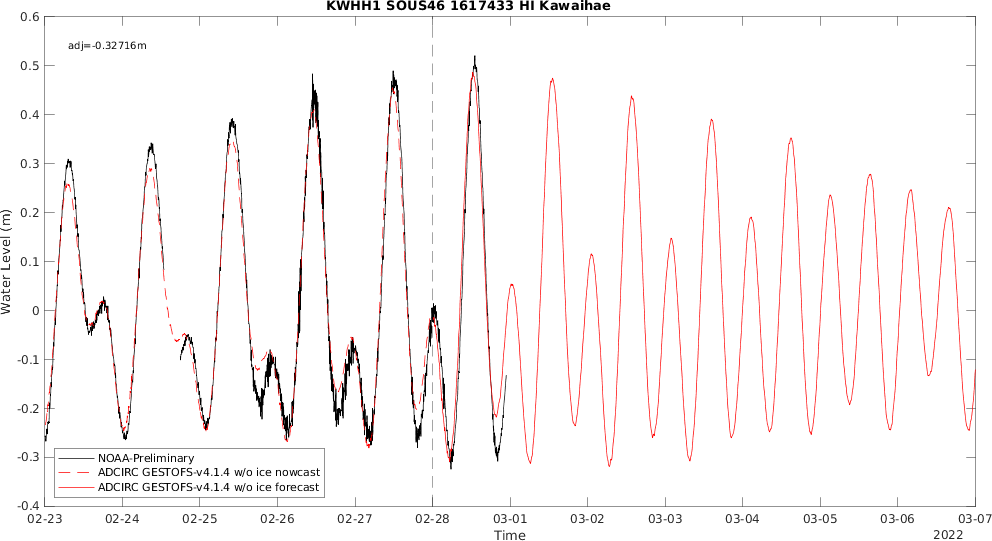 KWHH1 SOUS46 1617433 HI Kawaihae
adj=-0.32716m
Water Level (m)
0.6
0.5
0.4
0.3
0.2
0.1
0
-0.1
-0.2
-0.3
-0.4
NOAA-Preliminary
ADCIRC GESTOFS-v4.1.4 w/o ice nowcast
ADCIRC GESTOFS-v4.1.4 w/o ice forecast
02-23 02-24 02-25 02-26 02-27 02-28 03-01 03-02 03-03 03-04 03-05 03-06 03-07
Time
2022